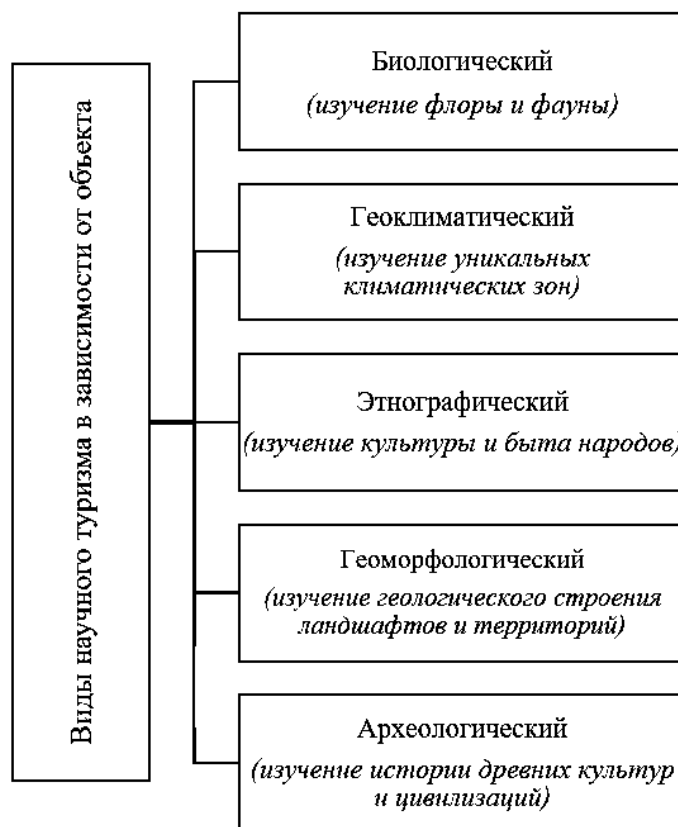 Виды научного туризма в зависимости от объекта
Биологический
(изучение флоры и фауны)
Геоклиматический
(изучение уникальных
климатических зон)
Этнографический
(изучение культуры и быта народов)
Геоморфологический
(изучение геологического строения
ландшафтов и территорий)
Археологический
(изучение истории древних культур
и цивилизаций)